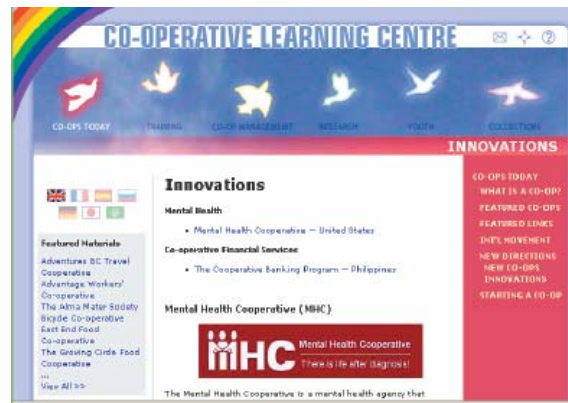 CO-OPERATIVE LEARNING CENTRE
CO-OPS TODAY
TRAINING
CO-OP MANAGEMENT
RESEARCH
YOUTH
COLLECTIONS
INNOVATIONS
Featured Materials
Adventures BC Travel
Cooperative
Advantage Workers'
Co-operative
The Alma Mater Society
Bicycle Co-operative
East End Food
Co-operative
The Growing Circle Food
Cooperative
...
View All >>
Innovations
Mental Health
• Mental Health Cooperative — United States
Co-operative Financial Services
• The Cooperative Banking Program — Philippines
Mental Health Cooperative (MHC)
MHC
Mental Health Cooperative
There is life after diagnosis!
The Mental Health Cooperative is a mental health agency that
CO-OPS TODAY
WHAT IS A CO-OP?
FEATURED CO-OPS
FEATURED LINKS
INT'L MOVEMENT
NEW DIRECTIONS
NEW CO-OPS
INNOVATIONS
STARTING A CO-OP